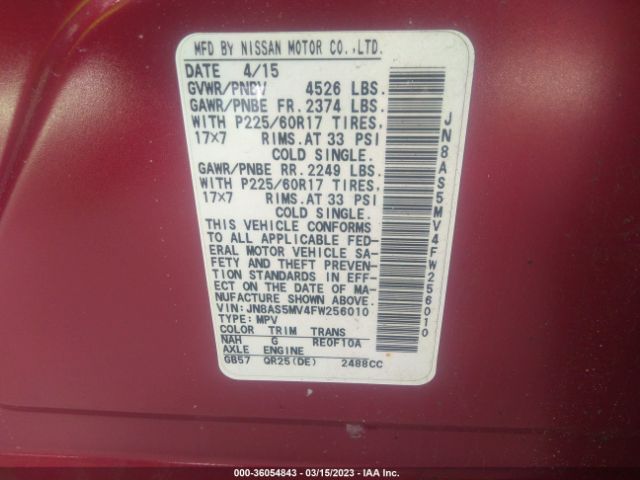 MFD BY NISSAN MOTOR CO.,LTD.
DATE 4/15
GVWR/PNBV 4526 LBS.
GAWR/PNBE FR. 2374 LBS.
WITH P225/60R17 TIRES,
17×7 RIMS.AT 33 PSI
COLD SINGLE.
GAWR/PNBE RR. 2249 LBS.
WITH P225/60R17 TIRES,
17×7 RIMS.AT 33 PSI
COLD SINGLE.
THIS VEHICLE CONFORMS
TO ALL APPLICABLE FED-
ERAL MOTOR VEHICLE SA-
FETY AND THEFT PREVEN-
TION STANDARDS IN EFF-
ECT ON THE DATE OF MA-
NUFACTURE SHOWN ABOVE.
VIN: JN8AS5MV4FW256010
TYPE: MPV
COLOR TRIM TRANS
NAH G RE0F10A
AXLE ENGINE
GB57 QR25(DE) 2488CC
JN8AS5MV4FW256010
000-36054843 - 03/15/2023 - IAA Inc.